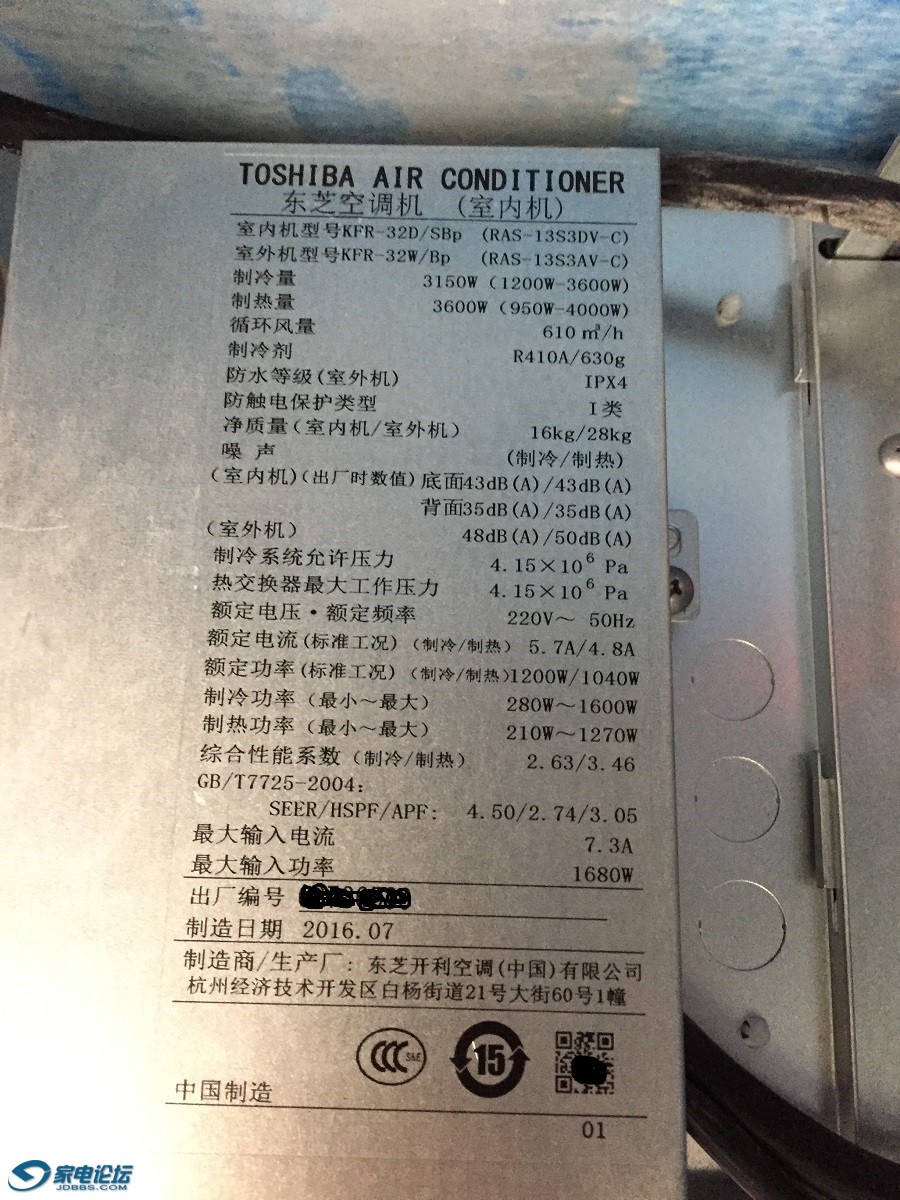 TOSHIBA AIR CONDITIONER
东芝空调机 (室内机)
室内机型号KFR-32D/SBp (RAS-13S3DV-C)
室外机型号KFR-32W/Bp (RAS-13S3AV-C)
制冷量 3150W (1200W-3600W)
制热量 3600W (950W-4000W)
循环风量 610 m³/h
制冷剂 R410A/630g
防水等级(室外机) IPX4
防触电保护类型 I类
净质量(室内机/室外机) 16kg/28kg
噪 声 (制冷/制热)
(室内机)(出厂时数值) 底面43dB(A)/43dB(A)
背面35dB(A)/35dB(A)
(室外机) 48dB(A)/50dB(A)
制冷系统允许压力 4.15×10⁶ Pa
热交换器最大工作压力 4.15×10⁶ Pa
额定电压·额定频率 220V～ 50Hz
额定电流(标准工况)(制冷/制热) 5.7A/4.8A
额定功率(标准工况)(制冷/制热)1200W/1040W
制冷功率(最小～最大) 280W～1600W
制热功率(最小～最大) 210W～1270W
综合性能系数(制冷/制热) 2.63/3.46
GB/T7725-2004:
SEER/HSPF/APF: 4.50/2.74/3.05
最大输入电流 7.3A
最大输入功率 1680W
出厂编号
制造日期 2016.07
制造商/生产厂: 东芝开利空调(中国)有限公司
杭州经济技术开发区白杨街道21号大街60号1幢
CCC S&E 15
中国制造
01
家电论坛
JDBBS.COM